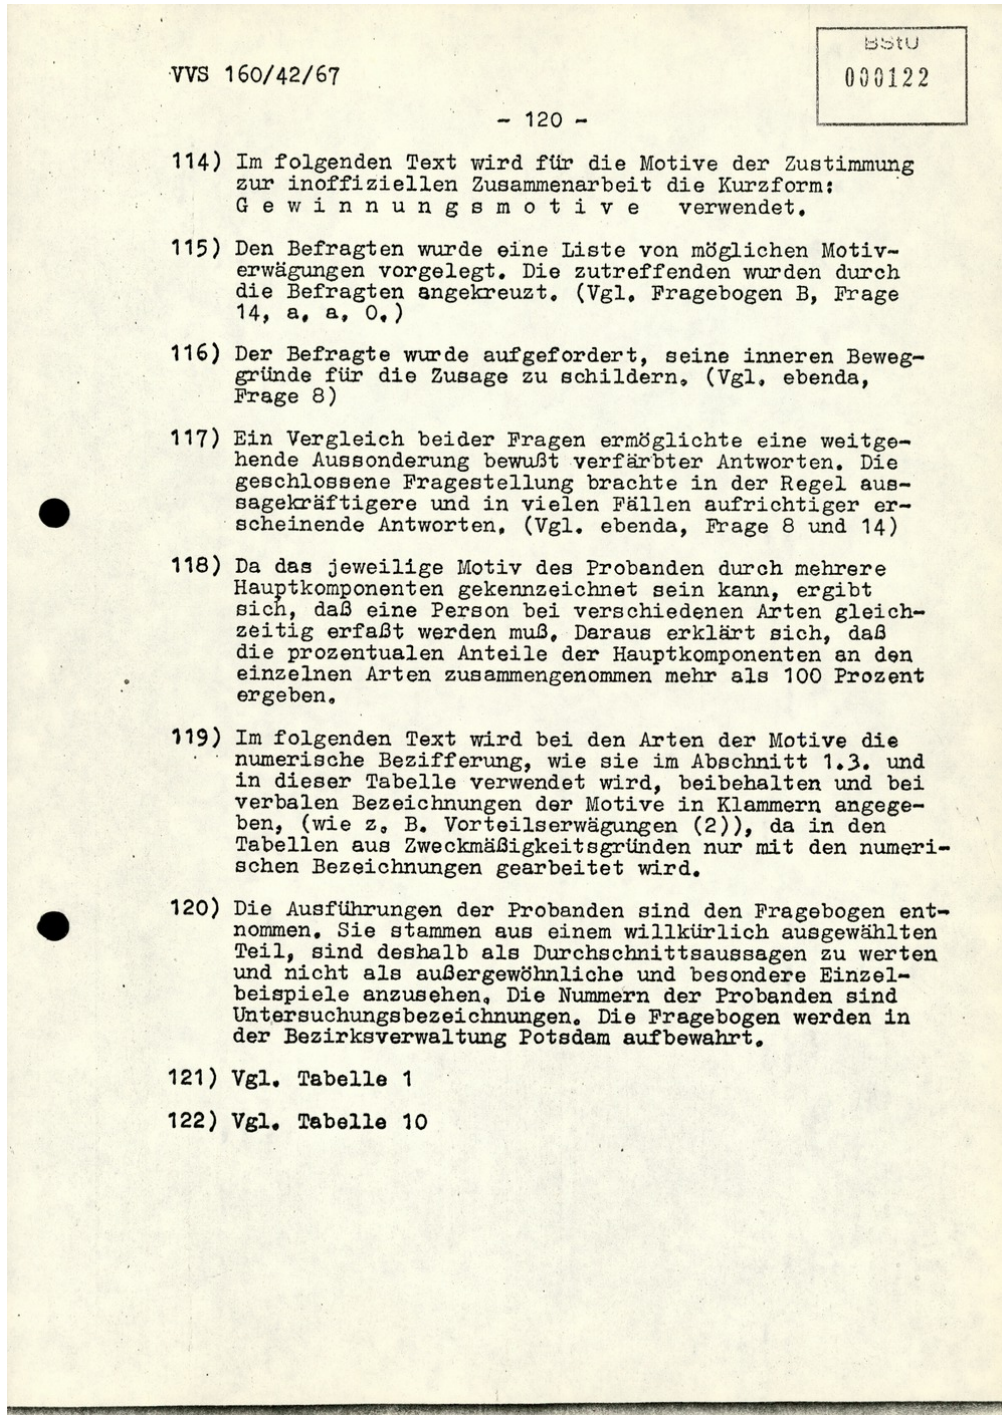 BStU
000122
VVS 160/42/67
- 120 -
114) Im folgenden Text wird für die Motive der Zustimmung
zur inoffiziellen Zusammenarbeit die Kurzform:
G e w i n n u n g s m o t i v e verwendet.
115) Den Befragten wurde eine Liste von möglichen Motiv-
erwägungen vorgelegt. Die zutreffenden wurden durch
die Befragten angekreuzt. (Vgl. Fragebogen B, Frage
14, a. a. O.)
116) Der Befragte wurde aufgefordert, seine inneren Beweg-
gründe für die Zusage zu schildern. (Vgl. ebenda,
Frage 8)
117) Ein Vergleich beider Fragen ermöglichte eine weitge-
hende Aussonderung bewußt verfärbter Antworten. Die
geschlossene Fragestellung brachte in der Regel aus-
sagekräftigere und in vielen Fällen aufrichtiger er-
scheinende Antworten. (Vgl. ebenda, Frage 8 und 14)
118) Da das jeweilige Motiv des Probanden durch mehrere
Hauptkomponenten gekennzeichnet sein kann, ergibt
sich, daß eine Person bei verschiedenen Arten gleich-
zeitig erfaßt werden muß. Daraus erklärt sich, daß
die prozentualen Anteile der Hauptkomponenten an den
einzelnen Arten zusammengenommen mehr als 100 Prozent
ergeben.
119) Im folgenden Text wird bei den Arten der Motive die
numerische Bezifferung, wie sie im Abschnitt 1.3. und
in dieser Tabelle verwendet wird, beibehalten und bei
verbalen Bezeichnungen der Motive in Klammern angege-
ben, (wie z. B. Vorteilserwägungen (2)), da in den
Tabellen aus Zweckmäßigkeitsgründen nur mit den numeri-
schen Bezeichnungen gearbeitet wird.
120) Die Ausführungen der Probanden sind den Fragebogen ent-
nommen. Sie stammen aus einem willkürlich ausgewählten
Teil, sind deshalb als Durchschnittsaussagen zu werten
und nicht als außergewöhnliche und besondere Einzel-
beispiele anzusehen. Die Nummern der Probanden sind
Untersuchungsbezeichnungen. Die Fragebogen werden in
der Bezirksverwaltung Potsdam aufbewahrt.
121) Vgl. Tabelle 1
122) Vgl. Tabelle 10